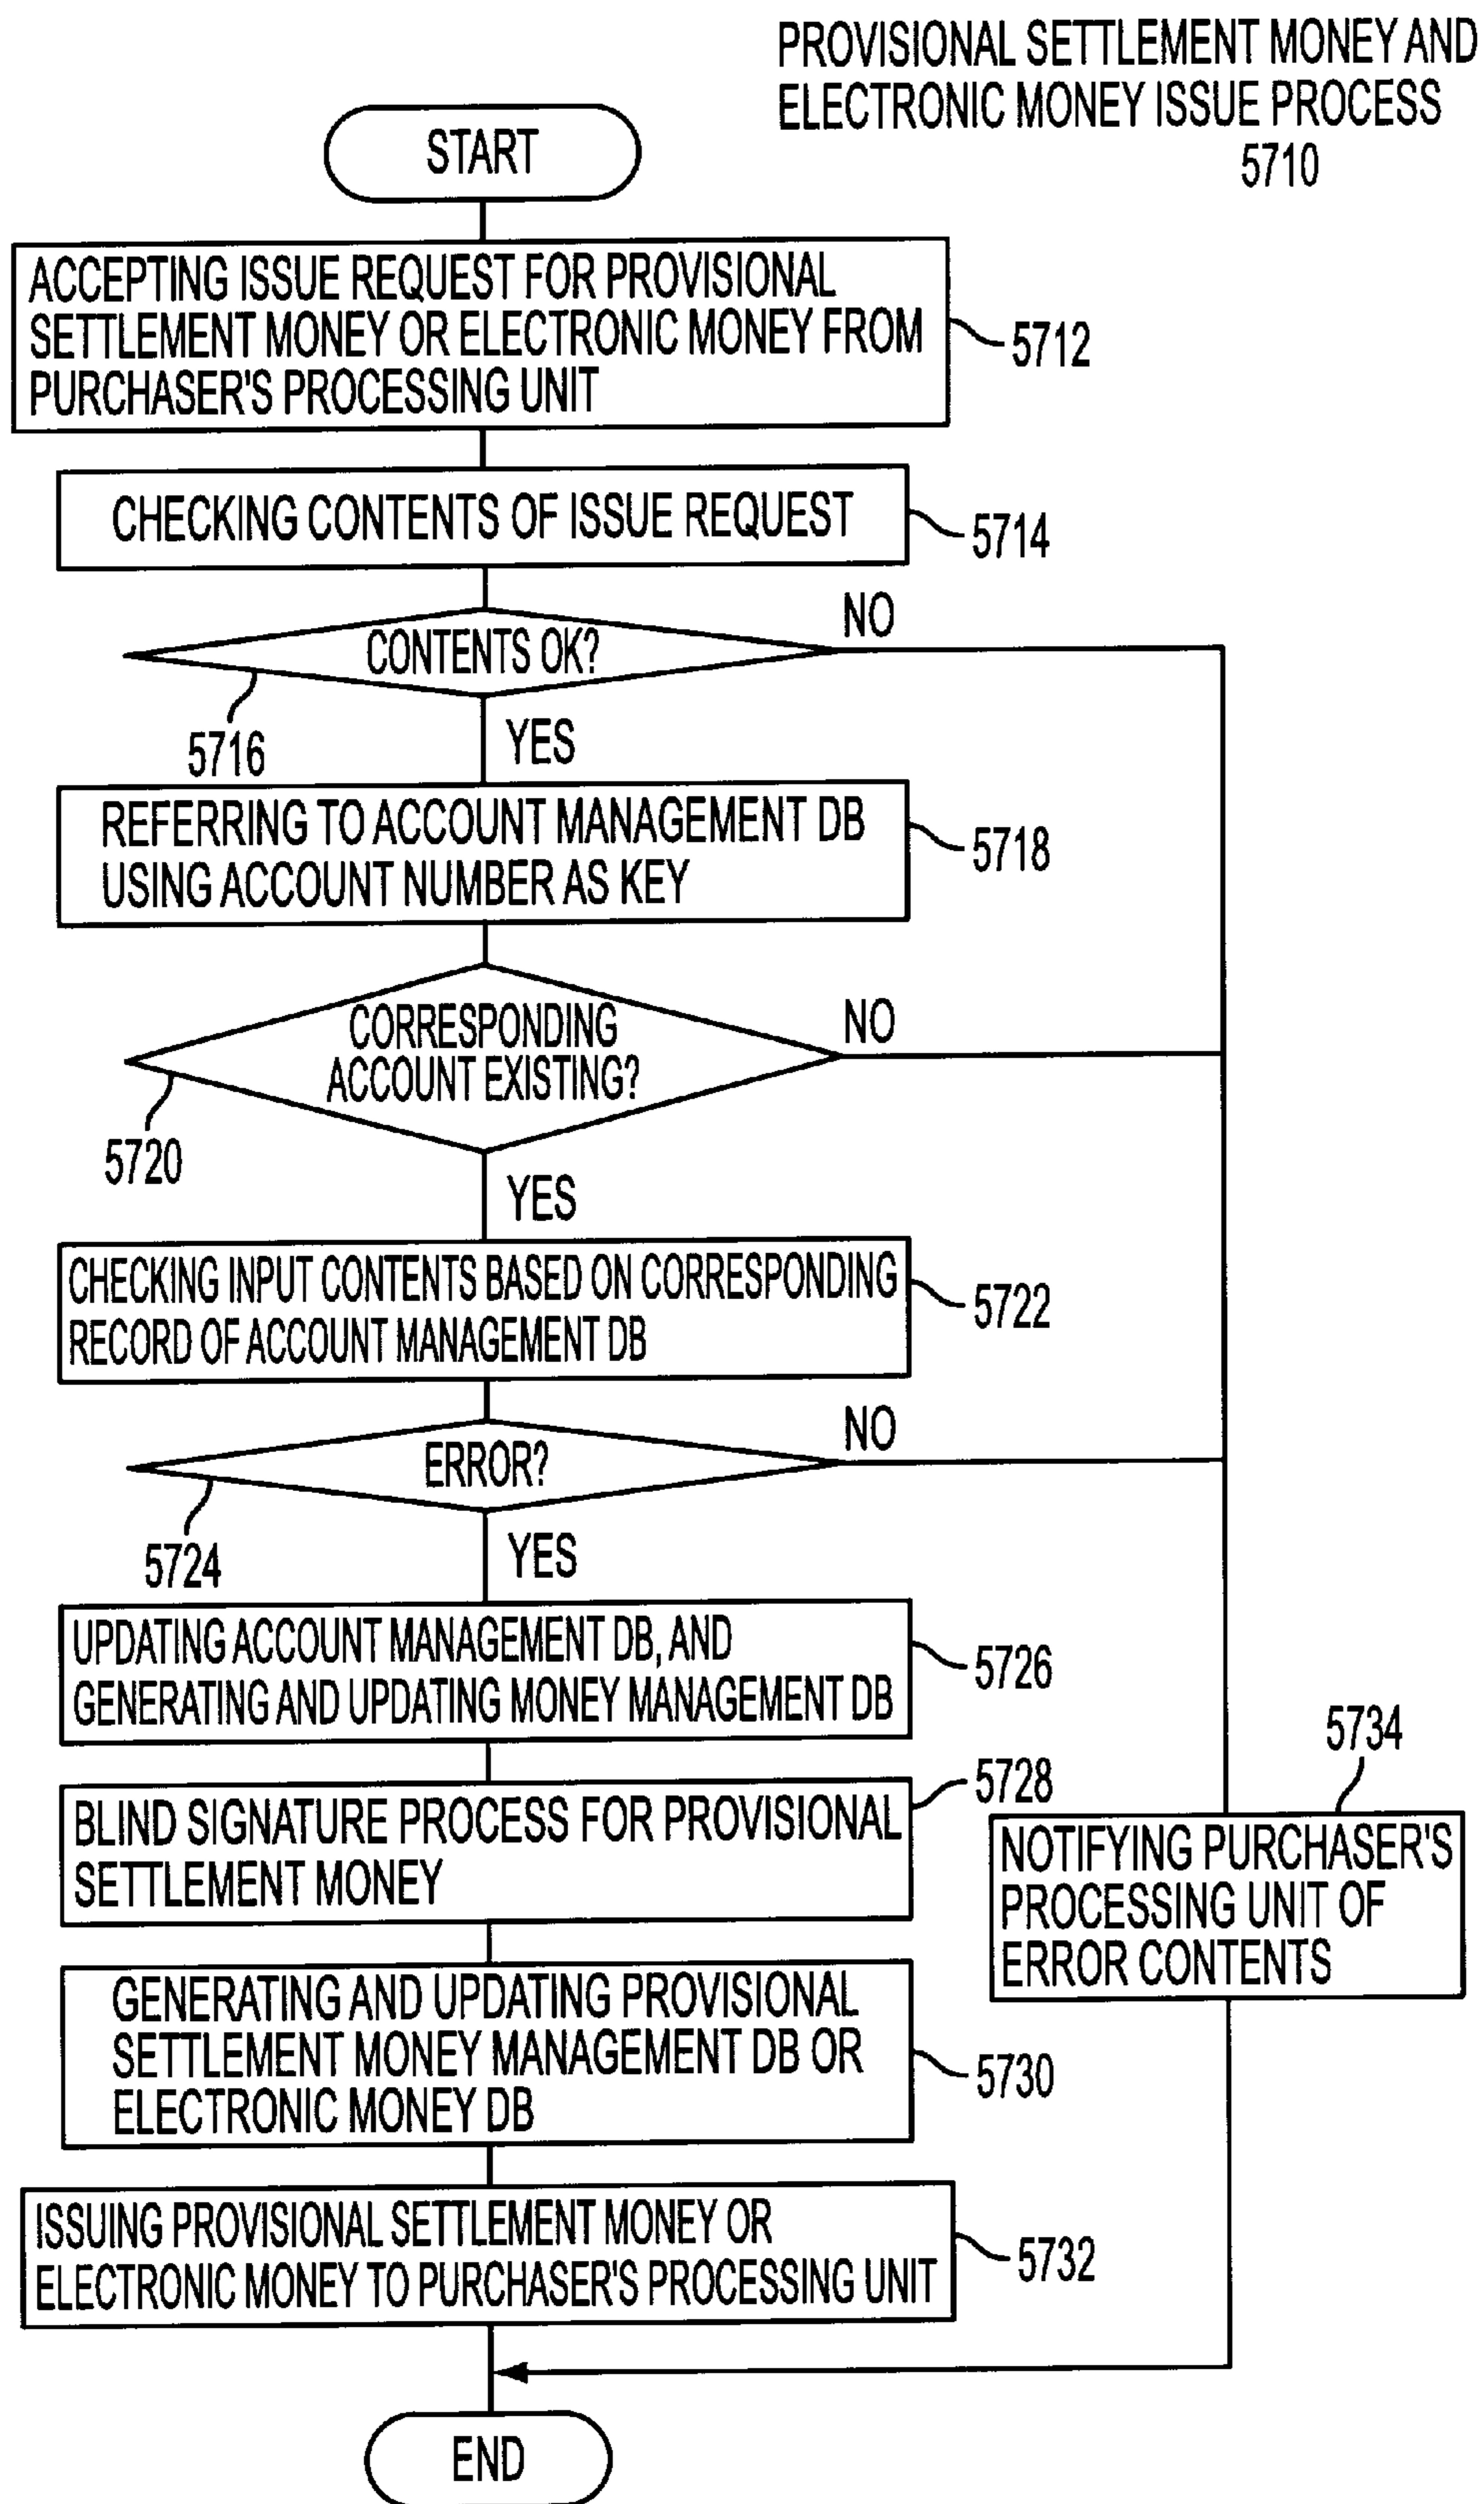 PROVISIONAL SETTLEMENT MONEY AND
ELECTRONIC MONEY ISSUE PROCESS
5710
START
ACCEPTING ISSUE REQUEST FOR PROVISIONAL
SETTLEMENT MONEY OR ELECTRONIC MONEY FROM
PURCHASER'S PROCESSING UNIT
5712
CHECKING CONTENTS OF ISSUE REQUEST
5714
CONTENTS OK?
NO
5716
YES
REFERRING TO ACCOUNT MANAGEMENT DB
USING ACCOUNT NUMBER AS KEY
5718
CORRESPONDING
ACCOUNT EXISTING?
NO
5720
YES
CHECKING INPUT CONTENTS BASED ON CORRESPONDING
RECORD OF ACCOUNT MANAGEMENT DB
5722
ERROR?
NO
5724
YES
UPDATING ACCOUNT MANAGEMENT DB, AND
GENERATING AND UPDATING MONEY MANAGEMENT DB
5726
BLIND SIGNATURE PROCESS FOR PROVISIONAL
SETTLEMENT MONEY
5728
5734
NOTIFYING PURCHASER'S
PROCESSING UNIT OF
ERROR CONTENTS
GENERATING AND UPDATING PROVISIONAL
SETTLEMENT MONEY MANAGEMENT DB OR
ELECTRONIC MONEY DB
5730
ISSUING PROVISIONAL SETTLEMENT MONEY OR
ELECTRONIC MONEY TO PURCHASER'S PROCESSING UNIT
5732
END